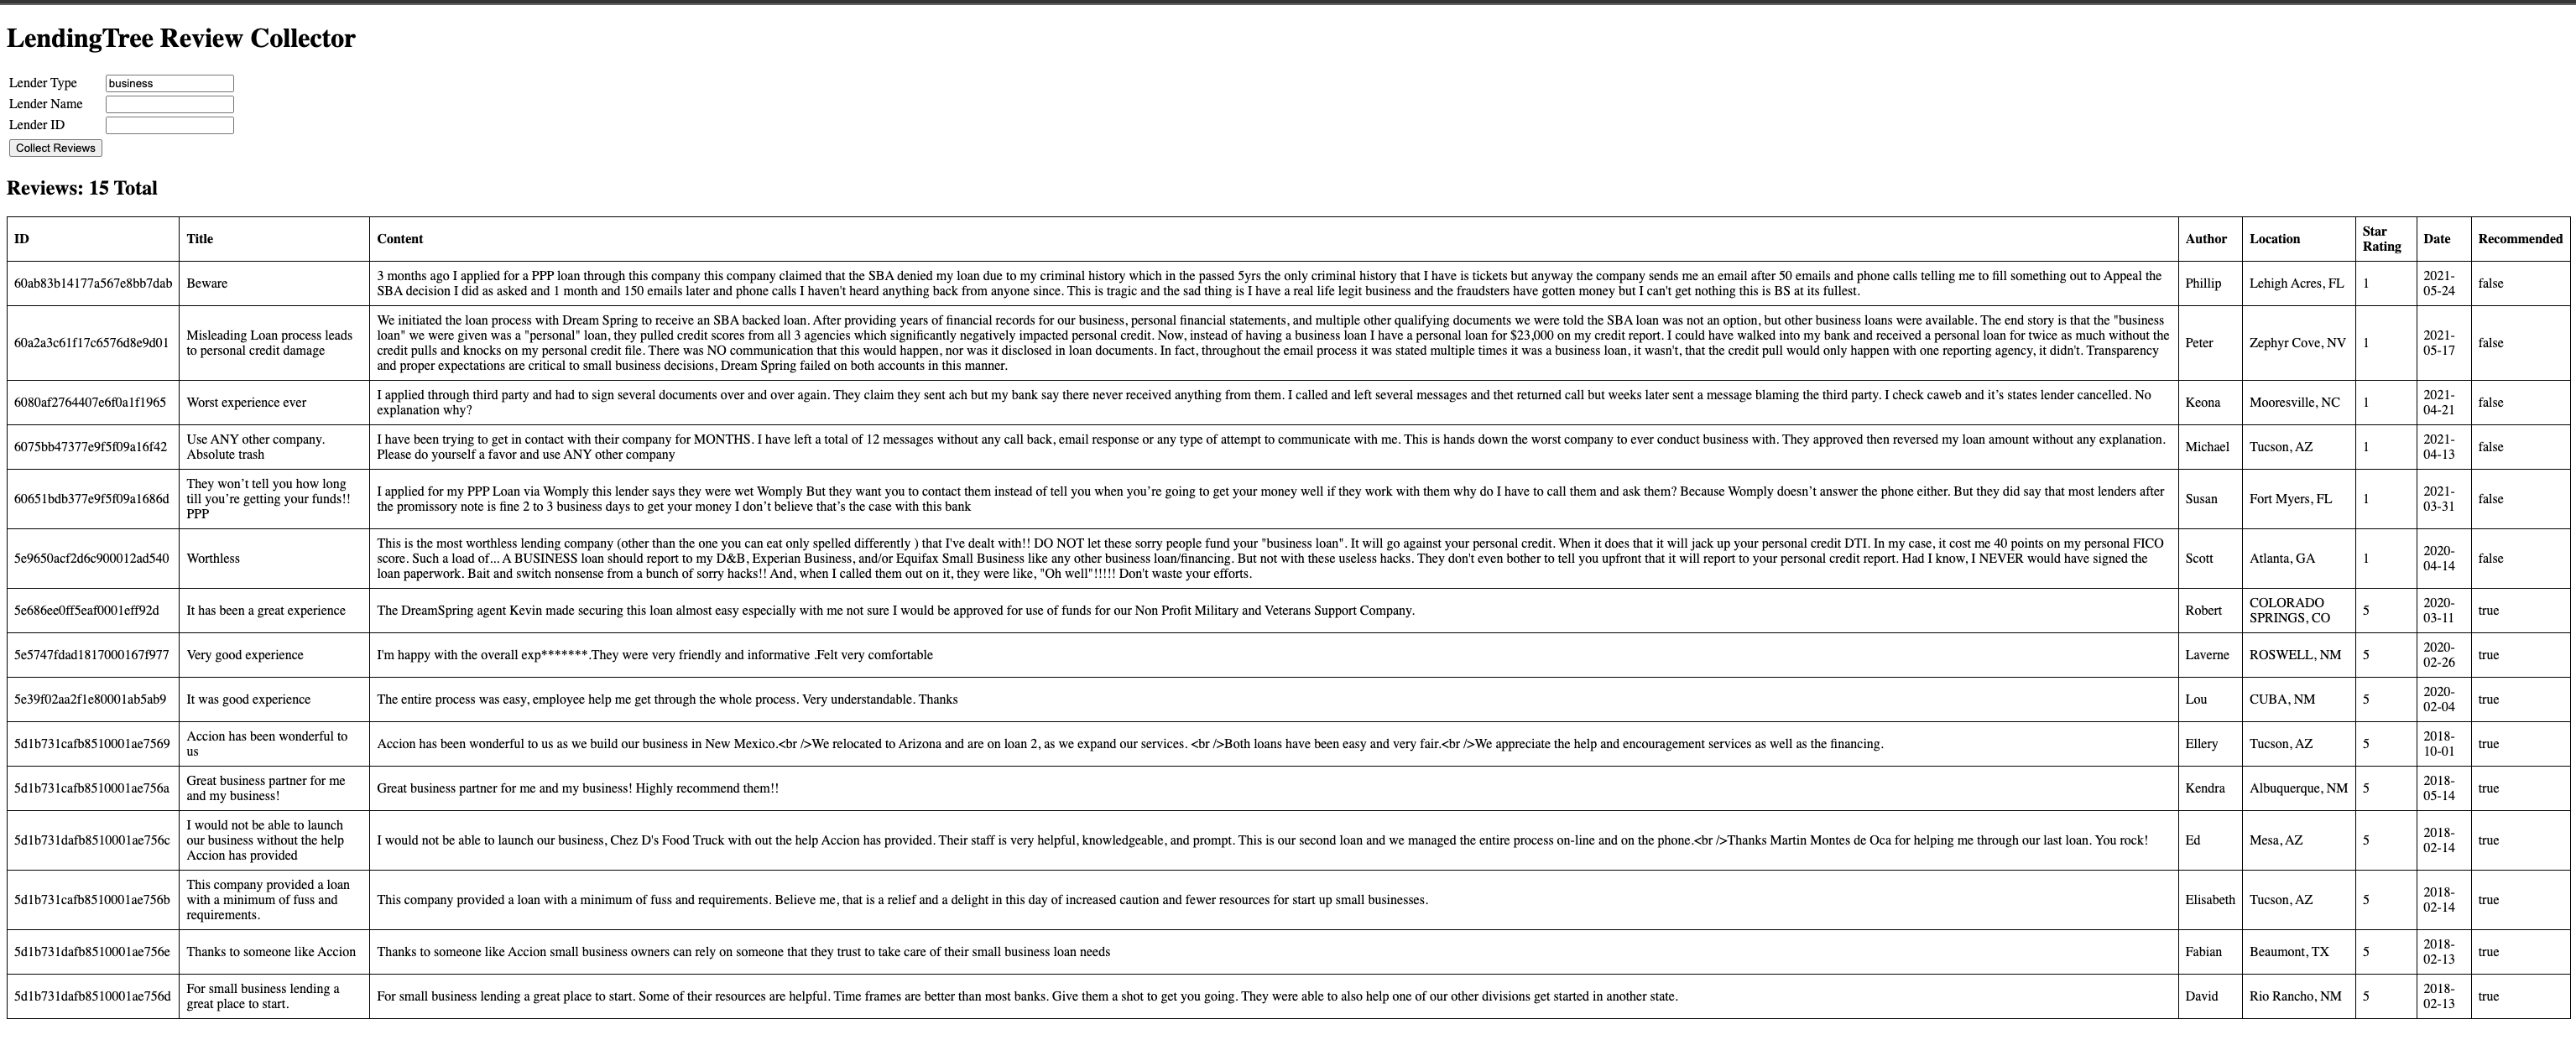 LendingTree Review Collector
Lender Type business
Lender Name
Lender ID
Collect Reviews
Reviews: 15 Total
ID Title Content Author Location Star Rating Date Recommended
60ab83b14177a567e8bb7dab Beware 3 months ago I applied for a PPP loan through this company this company claimed that the SBA denied my loan due to my criminal history which in the passed 5yrs the only criminal history that I have is tickets but anyway the company sends me an email after 50 emails and phone calls telling me to fill something out to Appeal the
SBA decision I did as asked and 1 month and 150 emails later and phone calls I haven't heard anything back from anyone since. This is tragic and the sad thing is I have a real life legit business and the fraudsters have gotten money but I can't get nothing this is BS at its fullest. Phillip Lehigh Acres, FL 1 2021-05-24 false
60a2a3c61f17c6576d8e9d01 Misleading Loan process leads to personal credit damage We initiated the loan process with Dream Spring to receive an SBA backed loan. After providing years of financial records for our business, personal financial statements, and multiple other qualifying documents we were told the SBA loan was not an option, but other business loans were available. The end story is that the "business
loan" we were given was a "personal" loan, they pulled credit scores from all 3 agencies which significantly negatively impacted personal credit. Now, instead of having a business loan I have a personal loan for $23,000 on my credit report. I could have walked into my bank and received a personal loan for twice as much without the
credit pulls and knocks on my personal credit file. There was NO communication that this would happen, nor was it disclosed in loan documents. In fact, throughout the email process it was stated multiple times it was a business loan, it wasn't, that the credit pull would only happen with one reporting agency, it didn't. Transparency
and proper expectations are critical to small business decisions, Dream Spring failed on both accounts in this manner. Peter Zephyr Cove, NV 1 2021-05-17 false
6080af2764407e6f0a1f1965 Worst experience ever I applied through third party and had to sign several documents over and over again. They claim they sent ach but my bank say there never received anything from them. I called and left several messages and thet returned call but weeks later sent a message blaming the third party. I check caweb and it’s states lender cancelled. No
explanation why? Keona Mooresville, NC 1 2021-04-21 false
6075bb47377e9f5f09a16f42 Use ANY other company. Absolute trash I have been trying to get in contact with their company for MONTHS. I have left a total of 12 messages without any call back, email response or any type of attempt to communicate with me. This is hands down the worst company to ever conduct business with. They approved then reversed my loan amount without any explanation.
Please do yourself a favor and use ANY other company Michael Tucson, AZ 1 2021-04-13 false
60651bdb377e9f5f09a1686d They won’t tell you how long till you’re getting your funds!! PPP I applied for my PPP Loan via Womply this lender says they were wet Womply But they want you to contact them instead of tell you when you’re going to get your money well if they work with them why do I have to call them and ask them? Because Womply doesn’t answer the phone either. But they did say that most lenders after
the promissory note is fine 2 to 3 business days to get your money I don’t believe that’s the case with this bank Susan Fort Myers, FL 1 2021-03-31 false
5e9650acf2d6c900012ad540 Worthless This is the most worthless lending company (other than the one you can eat only spelled differently ) that I've dealt with!! DO NOT let these sorry people fund your "business loan". It will go against your personal credit. When it does that it will jack up your personal credit DTI. In my case, it cost me 40 points on my personal FICO
score. Such a load of... A BUSINESS loan should report to my D&B, Experian Business, and/or Equifax Small Business like any other business loan/financing. But not with these useless hacks. They don't even bother to tell you upfront that it will report to your personal credit report. Had I know, I NEVER would have signed the
loan paperwork. Bait and switch nonsense from a bunch of sorry hacks!! And, when I called them out on it, they were like, "Oh well"!!!!! Don't waste your efforts. Scott Atlanta, GA 1 2020-04-14 false
5e686ee0ff5eaf0001eff92d It has been a great experience The DreamSpring agent Kevin made securing this loan almost easy especially with me not sure I would be approved for use of funds for our Non Profit Military and Veterans Support Company. Robert COLORADO SPRINGS, CO 5 2020-03-11 true
5e5747fdad1817000167f977 Very good experience I'm happy with the overall exp*******.They were very friendly and informative .Felt very comfortable Laverne ROSWELL, NM 5 2020-02-26 true
5e39f02aa2f1e80001ab5ab9 It was good experience The entire process was easy, employee help me get through the whole process. Very understandable. Thanks Lou CUBA, NM 5 2020-02-04 true
5d1b731cafb8510001ae7569 Accion has been wonderful to us Accion has been wonderful to us as we build our business in New Mexico.<br />We relocated to Arizona and are on loan 2, as we expand our services. <br />Both loans have been easy and very fair.<br />We appreciate the help and encouragement services as well as the financing. Ellery Tucson, AZ 5 2018-10-01 true
5d1b731cafb8510001ae756a Great business partner for me and my business! Great business partner for me and my business! Highly recommend them!! Kendra Albuquerque, NM 5 2018-05-14 true
5d1b731dafb8510001ae756c I would not be able to launch our business without the help Accion has provided I would not be able to launch our business, Chez D's Food Truck with out the help Accion has provided. Their staff is very helpful, knowledgeable, and prompt. This is our second loan and we managed the entire process on-line and on the phone.<br />Thanks Martin Montes de Oca for helping me through our last loan. You rock! Ed Mesa, AZ 5 2018-02-14 true
5d1b731cafb8510001ae756b This company provided a loan with a minimum of fuss and requirements. This company provided a loan with a minimum of fuss and requirements. Believe me, that is a relief and a delight in this day of increased caution and fewer resources for start up small businesses. Elisabeth Tucson, AZ 5 2018-02-14 true
5d1b731dafb8510001ae756e Thanks to someone like Accion Thanks to someone like Accion small business owners can rely on someone that they trust to take care of their small business loan needs Fabian Beaumont, TX 5 2018-02-13 true
5d1b731dafb8510001ae756d For small business lending a great place to start. For small business lending a great place to start. Some of their resources are helpful. Time frames are better than most banks. Give them a shot to get you going. They were able to also help one of our other divisions get started in another state. David Rio Rancho, NM 5 2018-02-13 true